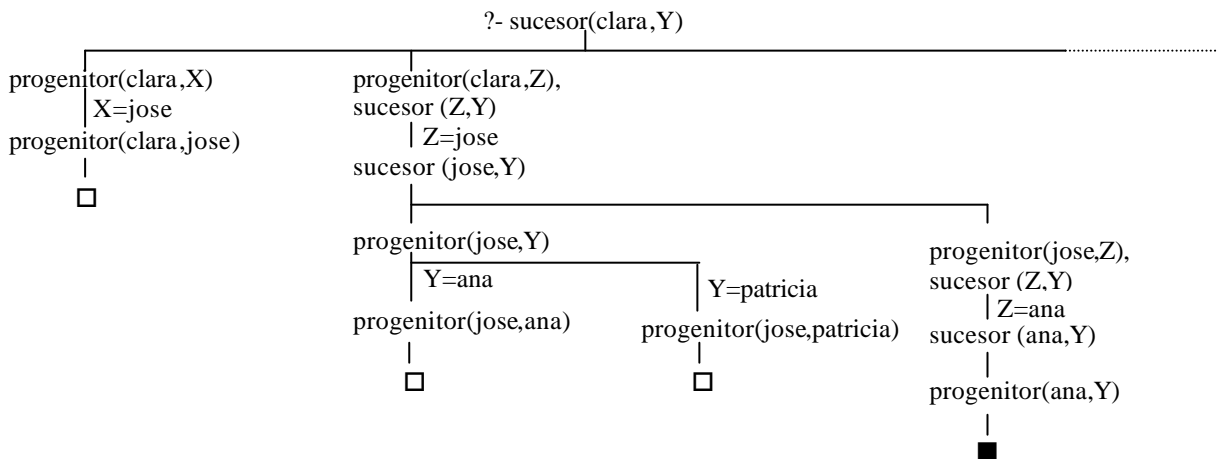 ?- sucesor(clara,Y)
progenitor(clara,X)
X=jose
progenitor(clara,jose)
progenitor(clara,Z),
sucesor (Z,Y)
Z=jose
sucesor (jose,Y)
progenitor(jose,Y)
Y=ana
progenitor(jose,ana)
Y=patricia
progenitor(jose,patricia)
progenitor(jose,Z),
sucesor (Z,Y)
Z=ana
sucesor (ana,Y)
progenitor(ana,Y)